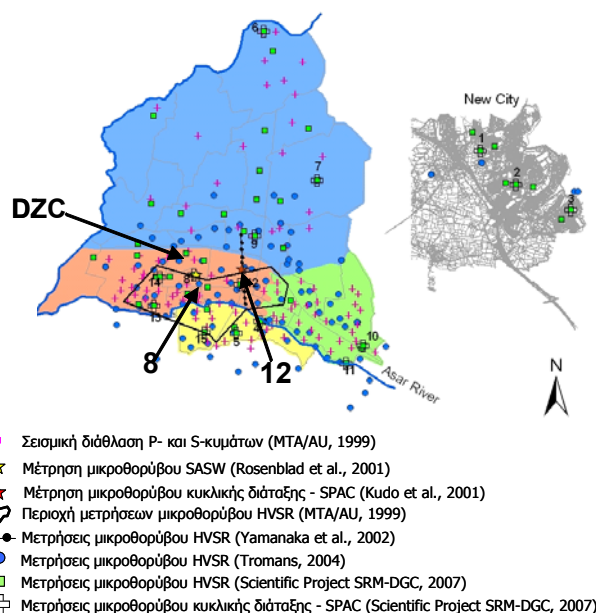 6
New City
1
7
2
DZC
3
9
8
12
14
13
15
5
10
11
8
12
Asar River
N
Σεισμική διάθλαση P- και S-κυμάτων (MTA/AU, 1999)
Μέτρηση μικροθορύβου SASW (Rosenblad et al., 2001)
Μέτρηση μικροθορύβου κυκλικής διάταξης - SPAC (Kudo et al., 2001)
Περιοχή μετρήσεων μικροθορύβου HVSR (MTA/AU, 1999)
Μετρήσεις μικροθορύβου HVSR (Yamanaka et al., 2002)
Μετρήσεις μικροθορύβου HVSR (Tromans, 2004)
Μετρήσεις μικροθορύβου HVSR (Scientific Project SRM-DGC, 2007)
Μετρήσεις μικροθορύβου κυκλικής διάταξης - SPAC (Scientific Project SRM-DGC, 2007)